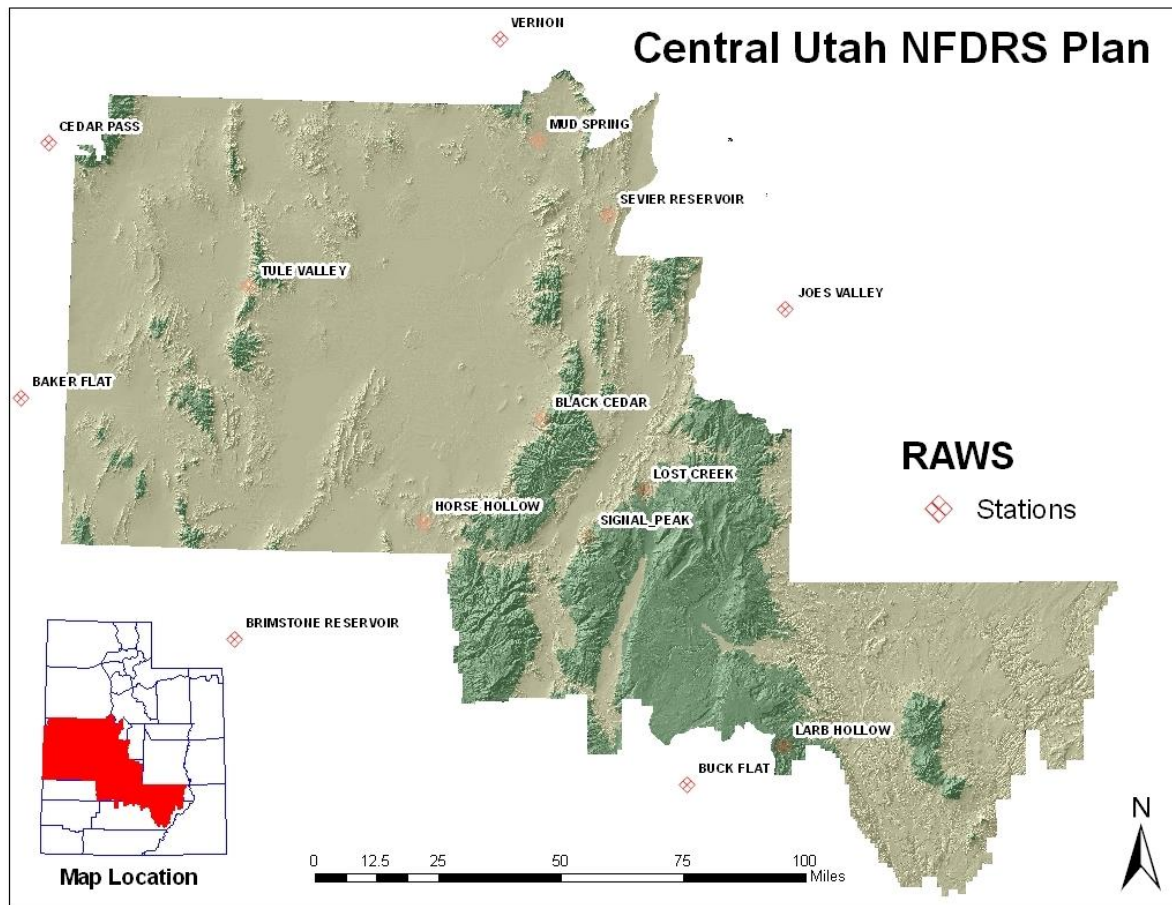 VERNON
Central Utah NFDRS Plan
CEDAR PASS
MUD SPRING
SEVIER RESERVOIR
TULE VALLEY
JOES VALLEY
BAKER FLAT
BLACK CEDAR
RAWS
LOST CREEK
HORSE HOLLOW
Stations
SIGNAL_PEAK
BRIMSTONE RESERVOIR
LARB HOLLOW
BUCK FLAT
N
0 12.5 25 50 75 100
Miles
Map Location